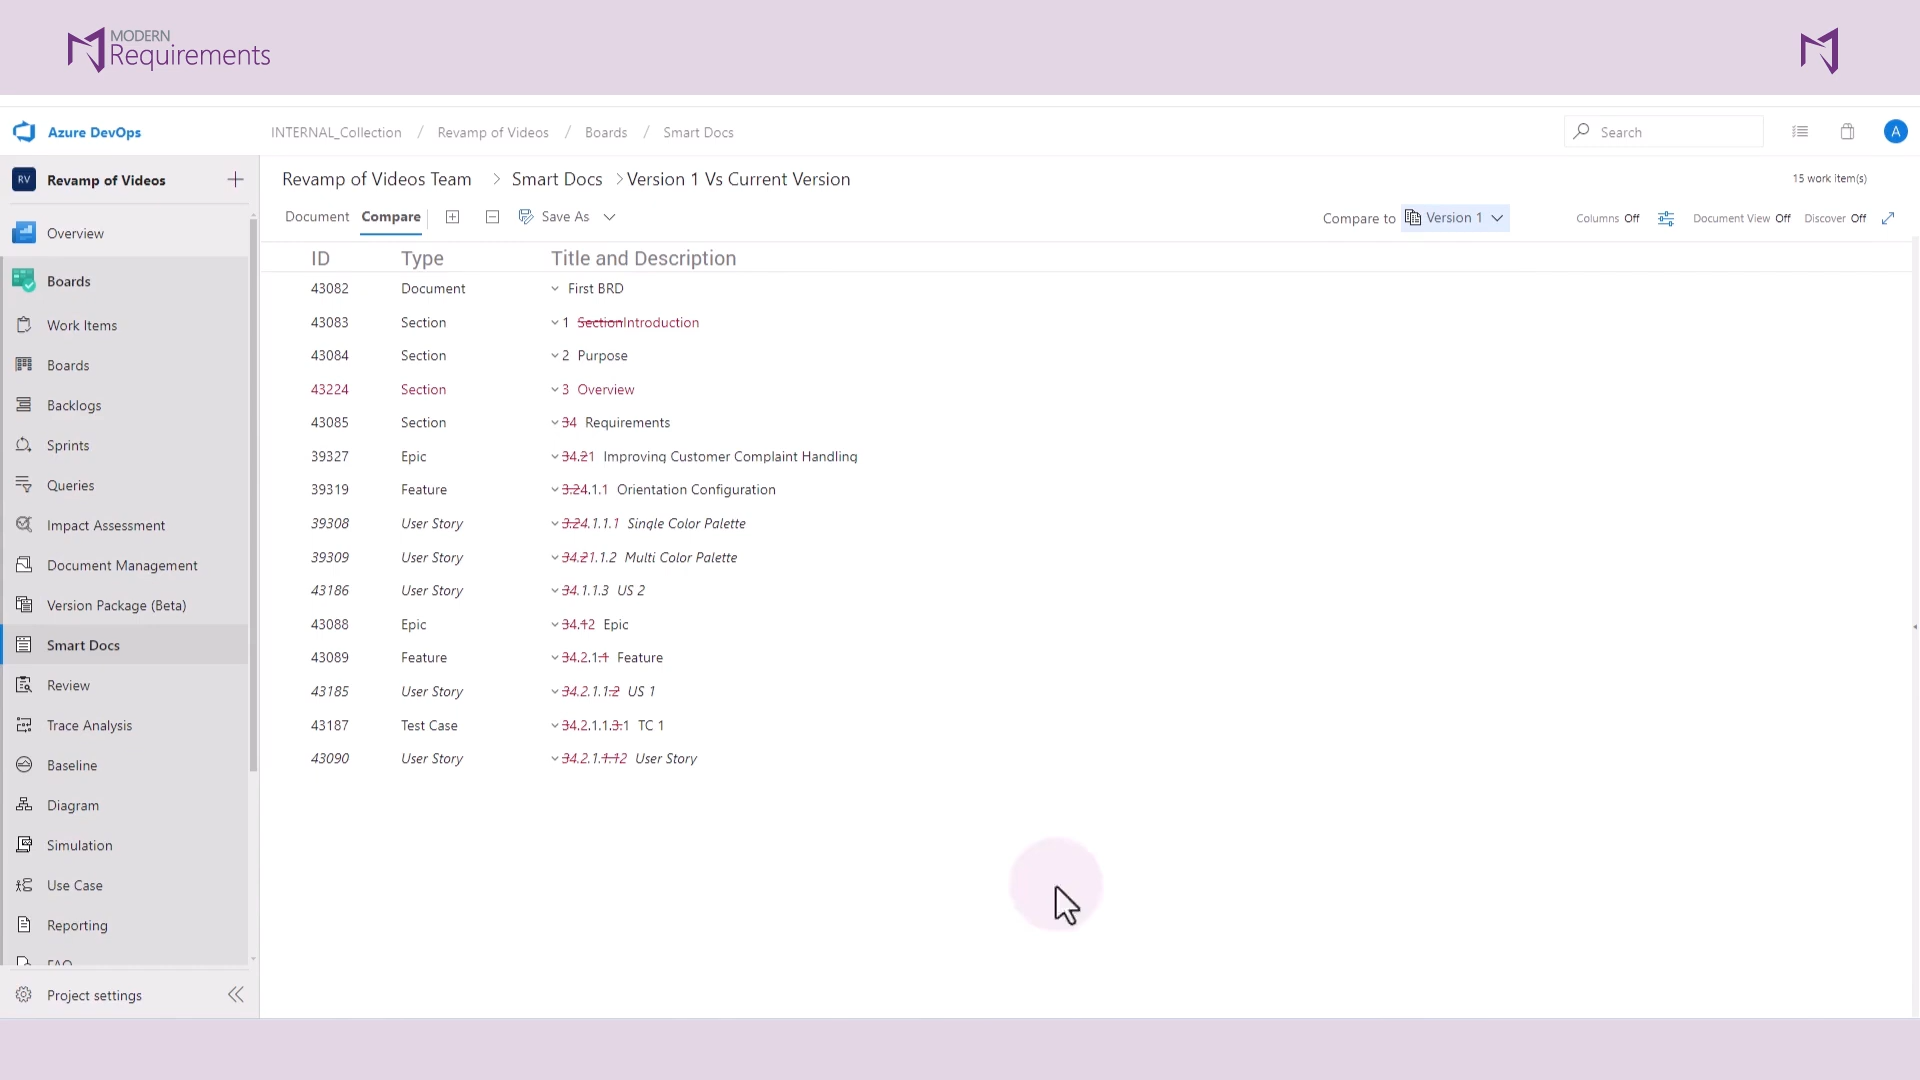 MODERN
Requirements
Azure DevOps
INTERNAL_Collection / Revamp of Videos / Boards / Smart Docs
Search
A
RV Revamp of Videos
Revamp of Videos Team > Smart Docs > Version 1 Vs Current Version
15 work item(s)
Document Compare Save As
Compare to Version 1
Columns Off Document View Off Discover Off
Overview
Boards
Work Items
Boards
Backlogs
Sprints
Queries
Impact Assessment
Document Management
Version Package (Beta)
Smart Docs
Review
Trace Analysis
Baseline
Diagram
Simulation
Use Case
Reporting
FAQ
Project settings
ID Type Title and Description
43082 Document First BRD
43083 Section 1 SectionIntroduction
43084 Section 2 Purpose
43224 Section 3 Overview
43085 Section 34 Requirements
39327 Epic 34.21 Improving Customer Complaint Handling
39319 Feature 3.24.1.1 Orientation Configuration
39308 User Story 3.24.1.1.1 Single Color Palette
39309 User Story 34.21.1.2 Multi Color Palette
43186 User Story 34.1.1.3 US 2
43088 Epic 34.12 Epic
43089 Feature 34.2.1.1 Feature
43185 User Story 34.2.1.1.2 US 1
43187 Test Case 34.2.1.1.3.1 TC 1
43090 User Story 34.2.1.1.12 User Story